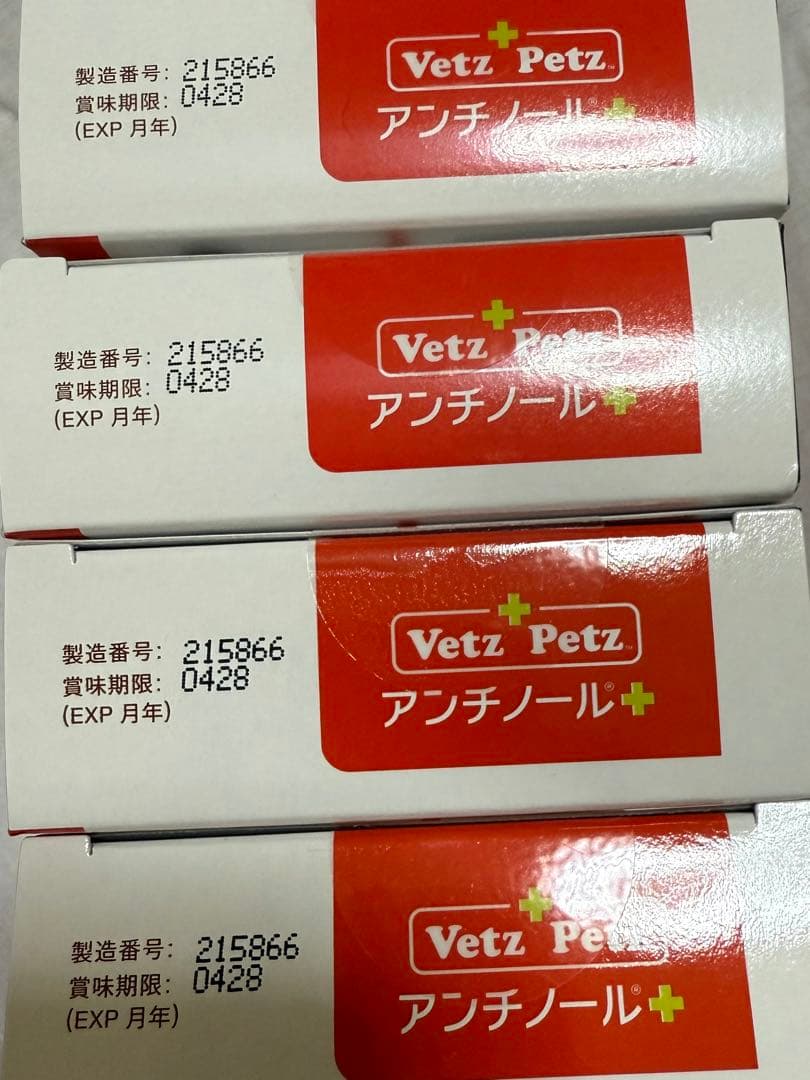 製造番号: 215866
賞味期限: 0428
(EXP 月年)
Vetz Petz™
アンチノール®
製造番号: 215866
賞味期限: 0428
(EXP 月年)
Vetz Petz
アンチノール
製造番号: 215866
賞味期限: 0428
(EXP 月年)
Vetz Petz™
アンチノール®
製造番号: 215866
賞味期限: 0428
(EXP 月年)
Vetz Petz
アンチノール®